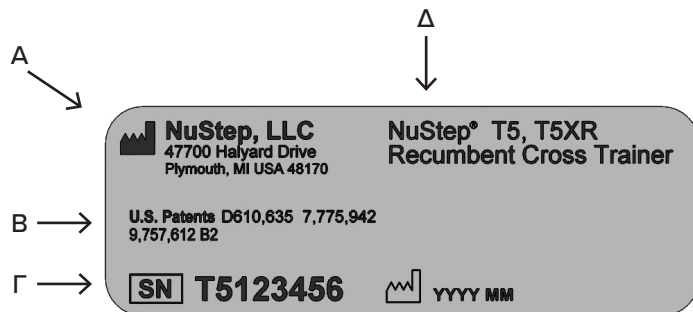 Δ
Α
NuStep, LLC
47700 Halyard Drive
Plymouth, MI USA 48170
NuStep® T5, T5XR
Recumbent Cross Trainer
Β
U.S. Patents D610,635 7,775,942
9,757,612 B2
Γ
SN T5123456
YYYY MM